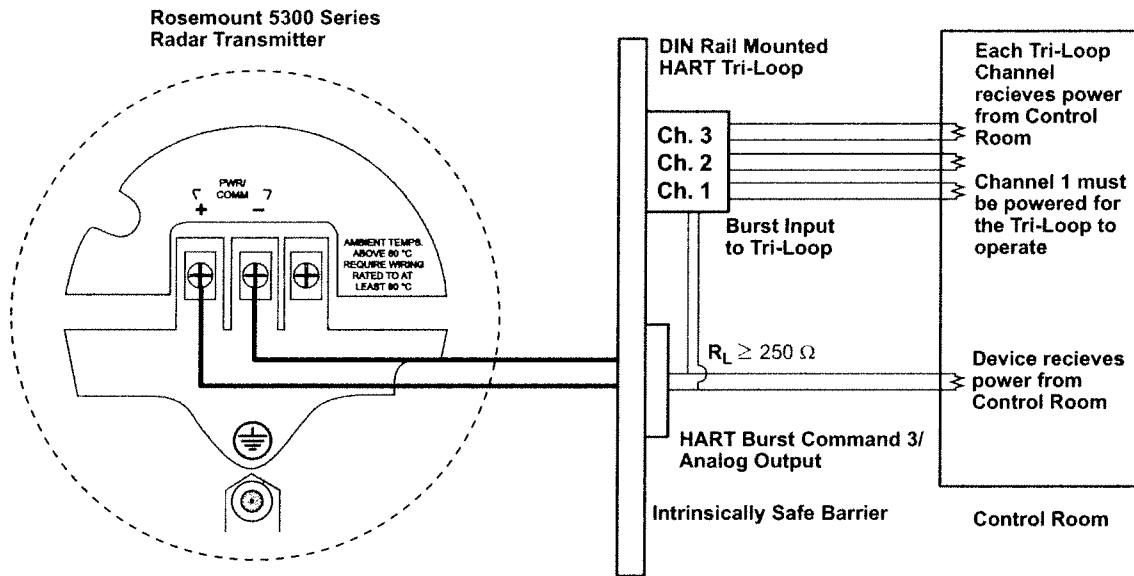 Rosemount 5300 Series
Radar Transmitter
PWR/
COMM
+
−
AMBIENT TEMPS.
ABOVE 60 °C
REQUIRE WIRING
RATED TO AT
LEAST 90 °C
DIN Rail Mounted
HART Tri-Loop
Ch. 3
Ch. 2
Ch. 1
Burst Input
to Tri-Loop
Each Tri-Loop
Channel
recieves power
from Control
Room
Channel 1 must
be powered for
the Tri-Loop to
operate
R_L ≥ 250 Ω
Device recieves
power from
Control Room
HART Burst Command 3/
Analog Output
Intrinsically Safe Barrier
Control Room